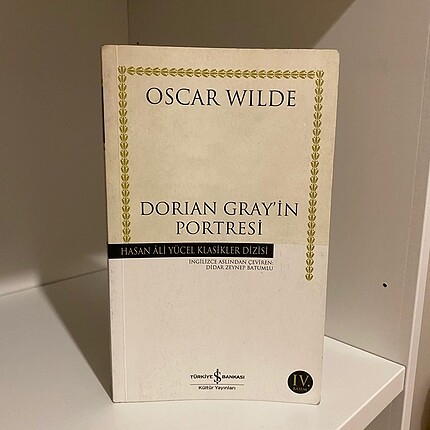 OSCAR WILDE
DORIAN GRAY'İN
PORTRESİ
HASAN ÂLİ YÜCEL KLASİKLER DİZİSİ
İNGİLİZCE ASLINDAN ÇEVİREN:
DİDAR ZEYNEP BATUMLU
TÜRKİYE İŞ BANKASI
Kültür Yayınları
IV.
BASIM